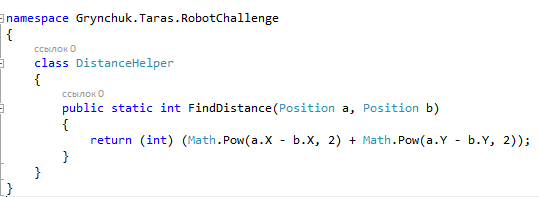 namespace Grynchuk.Taras.RobotChallenge
{
ссылок 0
class DistanceHelper
{
ссылок 0
public static int FindDistance(Position a, Position b)
{
return (int) (Math.Pow(a.X - b.X, 2) + Math.Pow(a.Y - b.Y, 2));
}
}
}